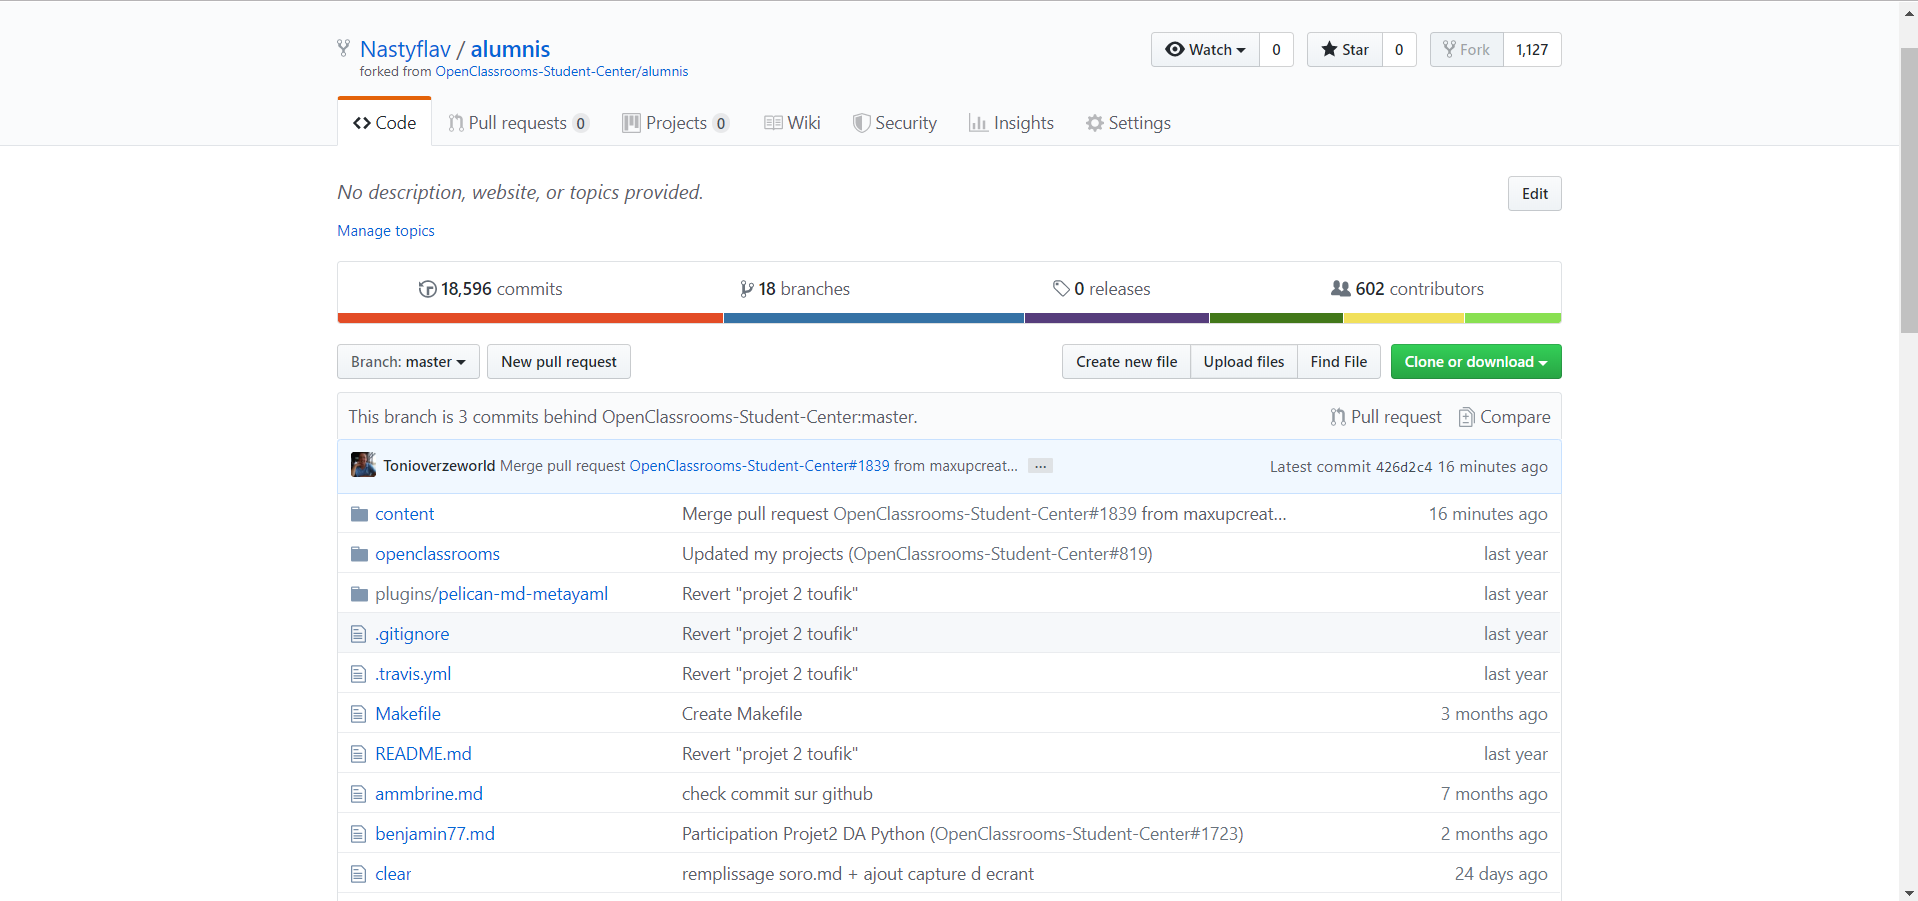 Nastyflav / alumnis
Watch 0 Star 0 Fork 1,127
forked from OpenClassrooms-Student-Center/alumnis
Code Pull requests 0 Projects 0 Wiki Security Insights Settings
No description, website, or topics provided.
Edit
Manage topics
18,596 commits 18 branches 0 releases 602 contributors
Branch: master New pull request Create new file Upload files Find File Clone or download
This branch is 3 commits behind OpenClassrooms-Student-Center:master. Pull request Compare
Tonioverzeworld Merge pull request OpenClassrooms-Student-Center#1839 from maxupcreat... ... Latest commit 426d2c4 16 minutes ago
content Merge pull request OpenClassrooms-Student-Center#1839 from maxupcreat... 16 minutes ago
openclassrooms Updated my projects (OpenClassrooms-Student-Center#819) last year
plugins/pelican-md-metayaml Revert "projet 2 toufik" last year
.gitignore Revert "projet 2 toufik" last year
.travis.yml Revert "projet 2 toufik" last year
Makefile Create Makefile 3 months ago
README.md Revert "projet 2 toufik" last year
ammbrine.md check commit sur github 7 months ago
benjamin77.md Participation Projet2 DA Python (OpenClassrooms-Student-Center#1723) 2 months ago
clear remplissage soro.md + ajout capture d ecrant 24 days ago